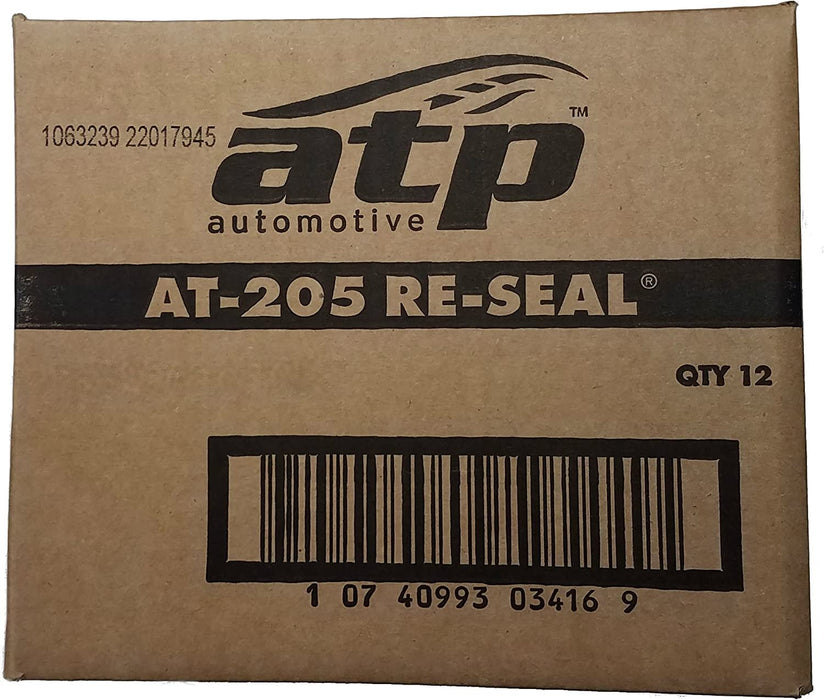 1063239 22017945
atp™
automotive
AT-205 RE-SEAL®
QTY 12
1 07 40993 03416 9